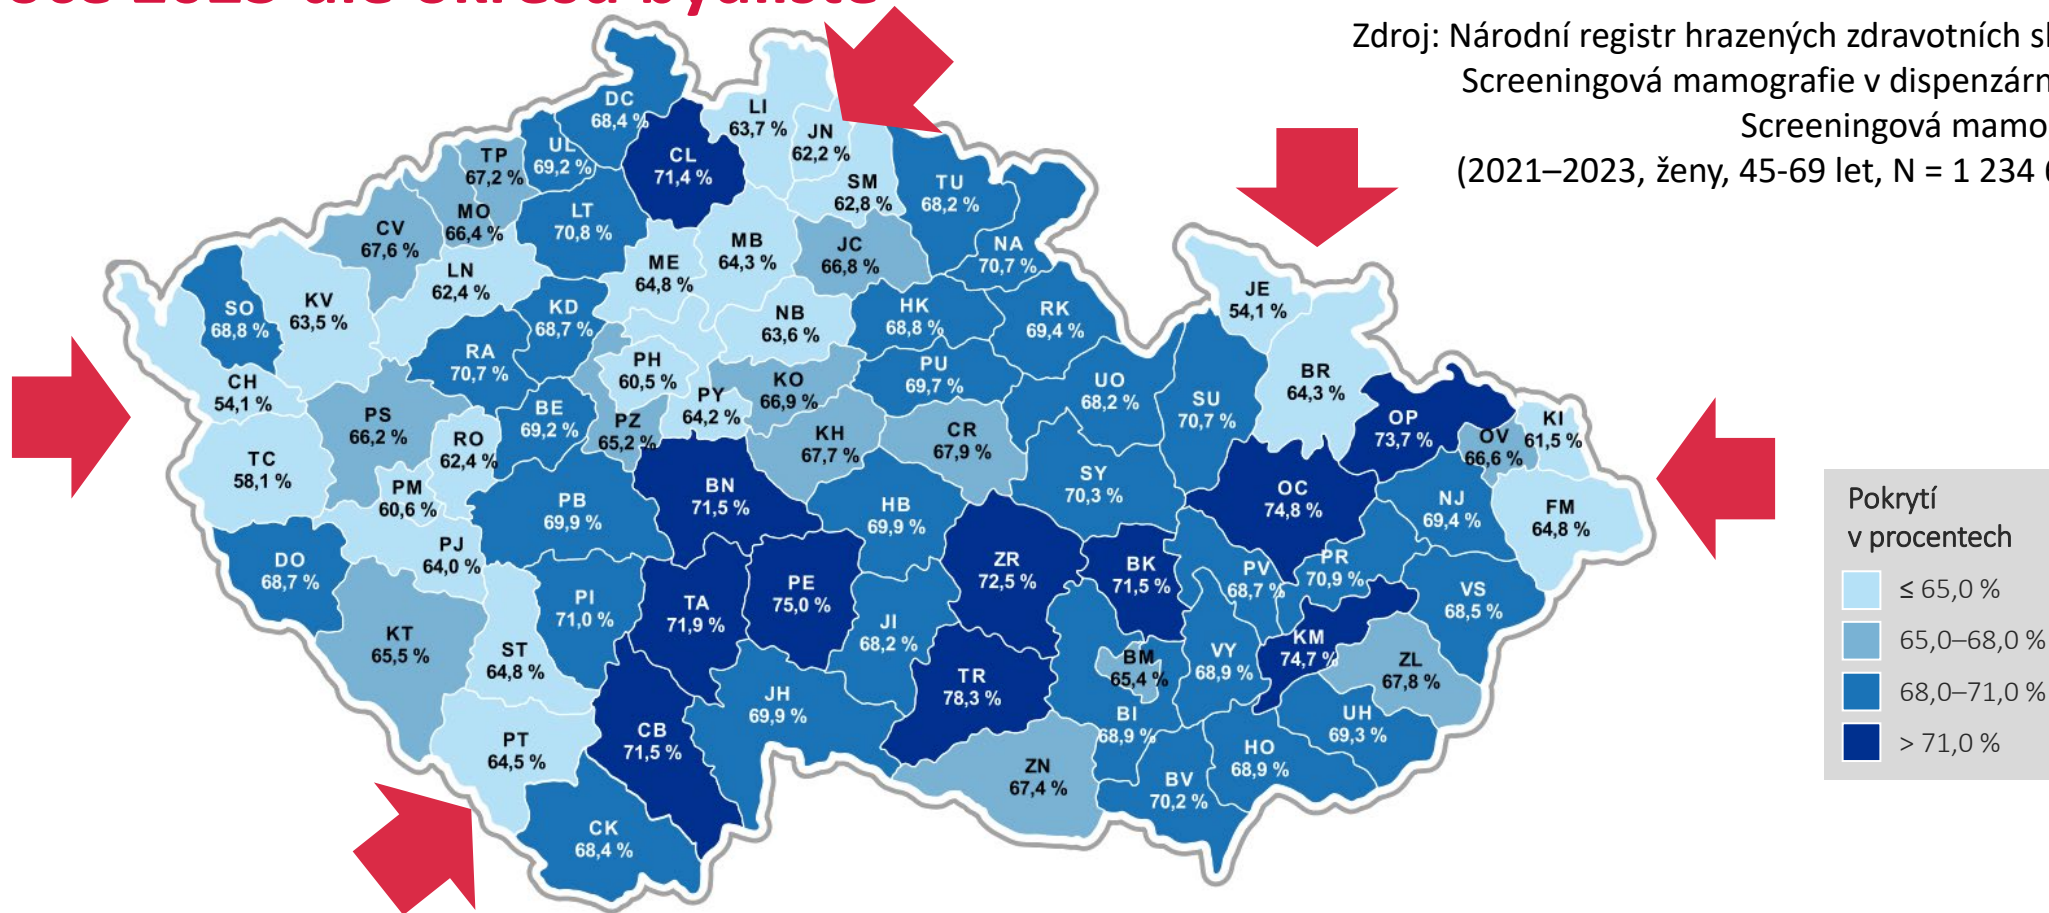 2023 dle okresu bydliště
Zdroj: Národní registr hrazených zdravotních
Screeningová mamografie v
Screeningová
(2021–2023, ženy, 45-69 let, N = 1 234
DC
68,4 %
LI
63,7 %
JN
62,2 %
UL
69,2 %
TP
67,2 %
CL
71,4 %
SM
62,8 %
TU
68,2 %
MO
66,4 %
LT
70,8 %
CV
67,6 %
MB
64,3 %
JC
66,8 %
NA
70,7 %
LN
62,4 %
ME
64,8 %
SO
68,8 %
KV
63,5 %
KD
68,7 %
NB
63,6 %
HK
68,8 %
RK
69,4 %
JE
54,1 %
RA
70,7 %
PH
60,5 %
PU
69,7 %
CH
54,1 %
KO
66,9 %
UO
68,2 %
SU
70,7 %
BR
64,3 %
PS
66,2 %
BE
69,2 %
PY
64,2 %
PZ
65,2 %
OP
73,7 %
KI
61,5 %
RO
62,4 %
KH
67,7 %
CR
67,9 %
OV
66,6 %
TC
58,1 %
PM
60,6 %
BN
71,5 %
SY
70,3 %
OC
74,8 %
PB
69,9 %
HB
69,9 %
NJ
69,4 %
FM
64,8 %
PJ
64,0 %
DO
68,7 %
ZR
72,5 %
BK
71,5 %
PV
68,7 %
PR
70,9 %
PI
71,0 %
TA
71,9 %
PE
75,0 %
VS
68,5 %
KT
65,5 %
JI
68,2 %
ST
64,8 %
BM
65,4 %
VY
68,9 %
KM
74,7 %
ZL
67,8 %
TR
78,3 %
JH
69,9 %
BI
68,9 %
UH
69,3 %
PT
64,5 %
CB
71,5 %
HO
68,9 %
ZN
67,4 %
BV
70,2 %
CK
68,4 %
Pokrytí
v procentech
≤ 65,0 %
65,0–68,0 %
68,0–71,0 %
> 71,0 %